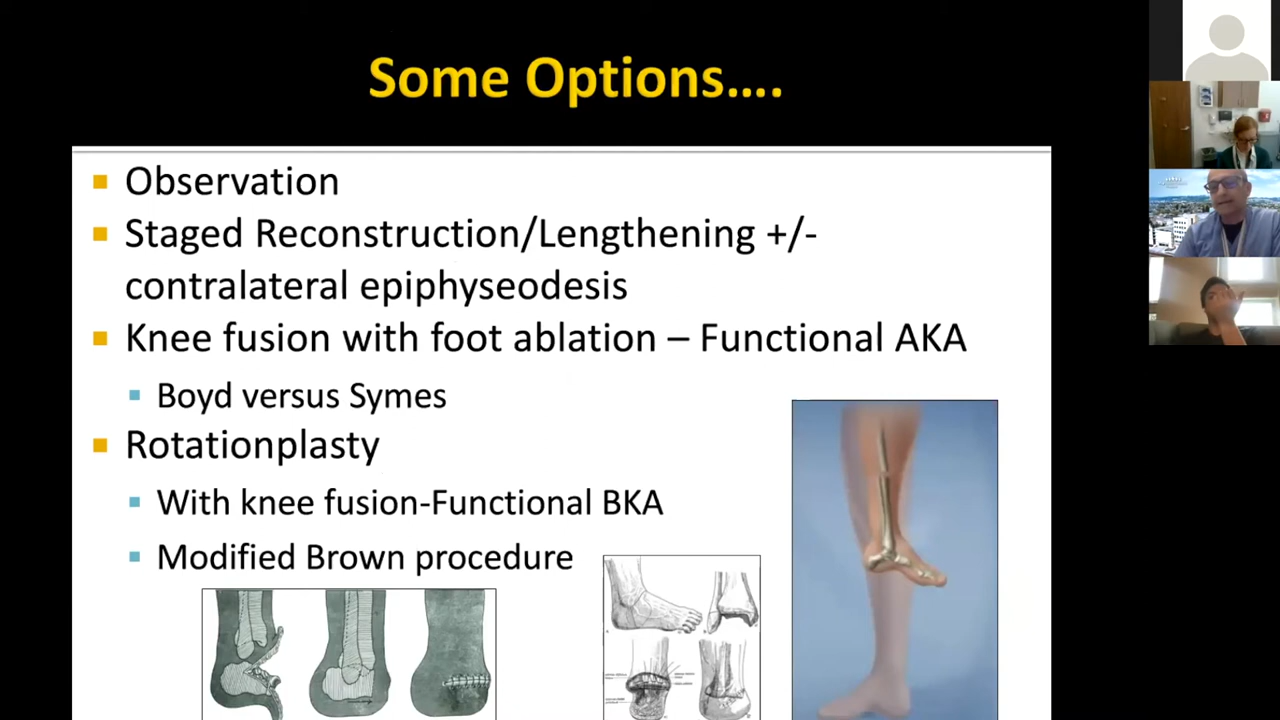 Some Options….
Observation
Staged Reconstruction/Lengthening +/-
contralateral epiphyseodesis
Knee fusion with foot ablation – Functional AKA
Boyd versus Symes
Rotationplasty
With knee fusion-Functional BKA
Modified Brown procedure